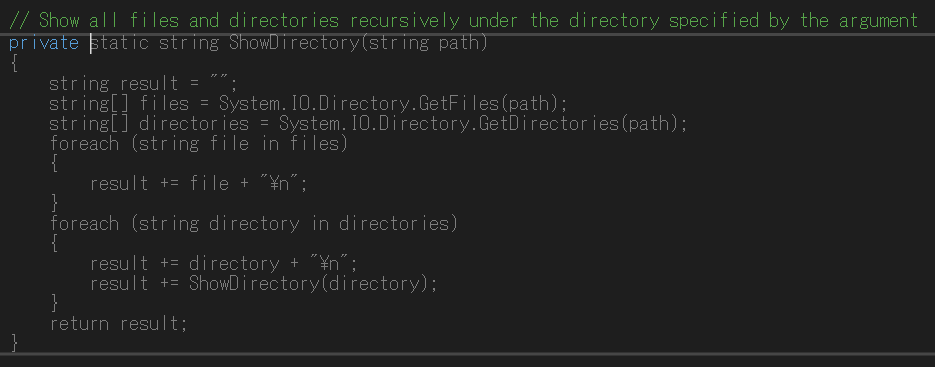 // Show all files and directories recursively under the directory specified by the argument
private static string ShowDirectory(string path)
{
    string result = "";
    string[] files = System.IO.Directory.GetFiles(path);
    string[] directories = System.IO.Directory.GetDirectories(path);
    foreach (string file in files)
    {
        result += file + "¥n";
    }
    foreach (string directory in directories)
    {
        result += directory + "¥n";
        result += ShowDirectory(directory);
    }
    return result;
}